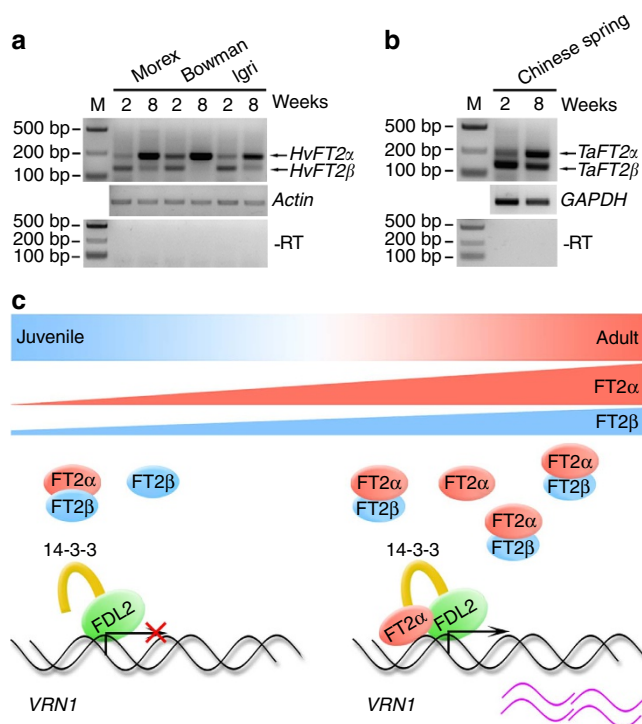 a
Morex
Bowman
Igri
M 2 8 2 8 2 8 Weeks
500 bp
200 bp
100 bp
HvFT2α
HvFT2β
Actin
500 bp
200 bp
100 bp
-RT
b
Chinese spring
M 2 8 Weeks
500 bp
200 bp
100 bp
TaFT2α
TaFT2β
GAPDH
500 bp
200 bp
100 bp
-RT
c
Juvenile Adult
FT2α
FT2β
FT2α
FT2β
FT2β
14-3-3
FDL2
VRN1
FT2α
FT2β
FT2α
FT2α
FT2β
FT2α
FT2β
14-3-3
FT2α
FDL2
VRN1